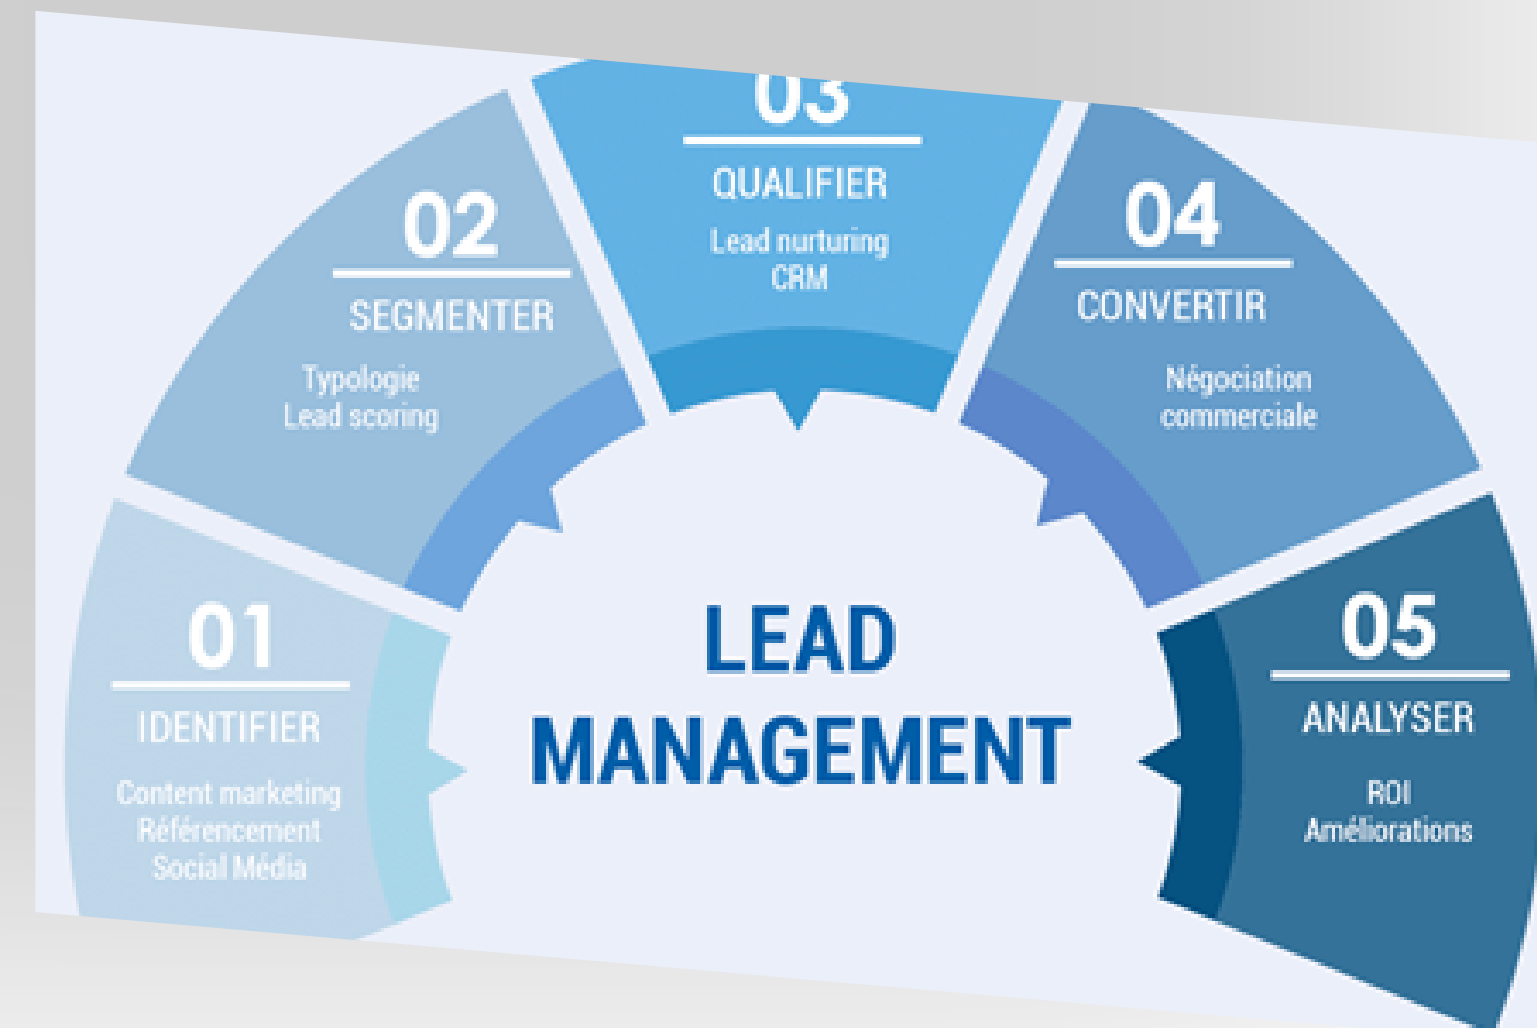 01
IDENTIFIER
Content marketing
Référencement
Social Média
02
SEGMENTER
Typologie
Lead scoring
03
QUALIFIER
Lead nurturing
CRM
04
CONVERTIR
Négociation
commerciale
05
ANALYSER
ROI
Améliorations
LEAD
MANAGEMENT